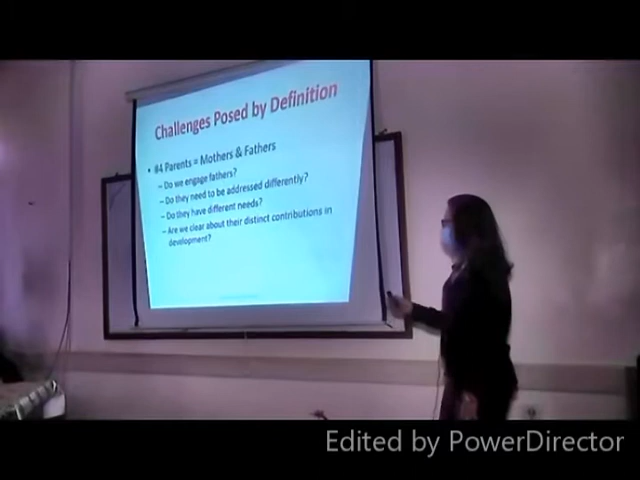 Challenges Posed by Definition
• #4 Parents = Mothers & Fathers
– Do we engage fathers?
– Do they need to be addressed differently?
– Do they have different needs?
– Are we clear about their distinct contributions in
development?
Edited by PowerDirector